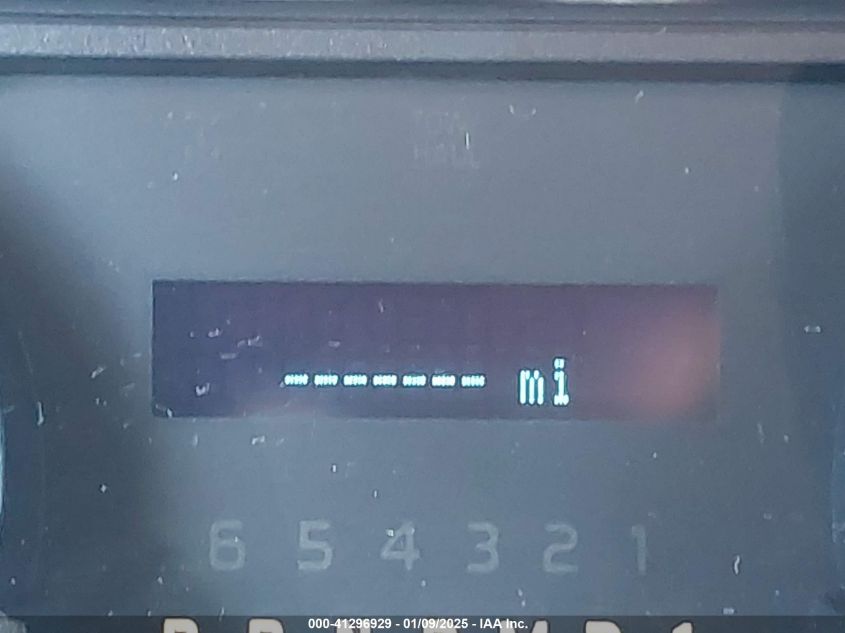 ------- mi
6 5 4 3 2 1
000-41296929 - 01/09/2025 - IAA Inc.